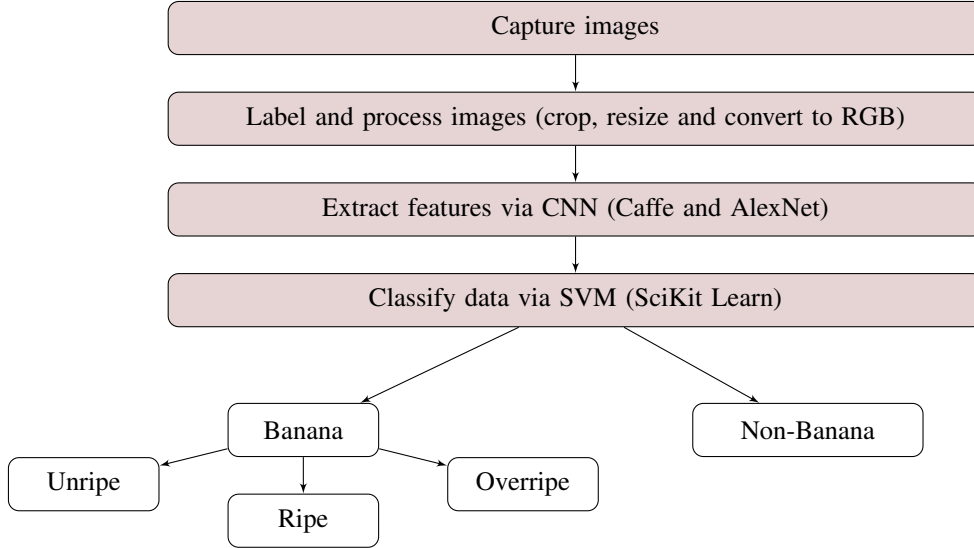 Capture images
Label and process images (crop, resize and convert to RGB)
Extract features via CNN (Caffe and AlexNet)
Classify data via SVM (SciKit Learn)
Banana
Non-Banana
Unripe
Overripe
Ripe